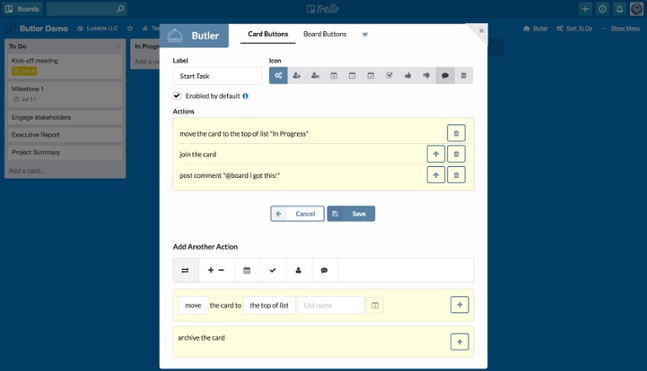 Boards
Trello
Butler Demo
Luitable LLC
Butler
Sort To Do
Show Menu
To Do
Kick-off meeting
Jul 1
Milestone 1
Jul 11
Engage stakeholders
Executive Report
Project Summary
Add a card...
In Prog
Add a ca
Butler
Card Buttons
Board Buttons
Label
Icon
Start Task
Enabled by default
Actions
move the card to the top of list "In Progress"
join the card
post comment "@board I got this!"
Cancel
Save
Add Another Action
move the card to the top of list List name
archive the card